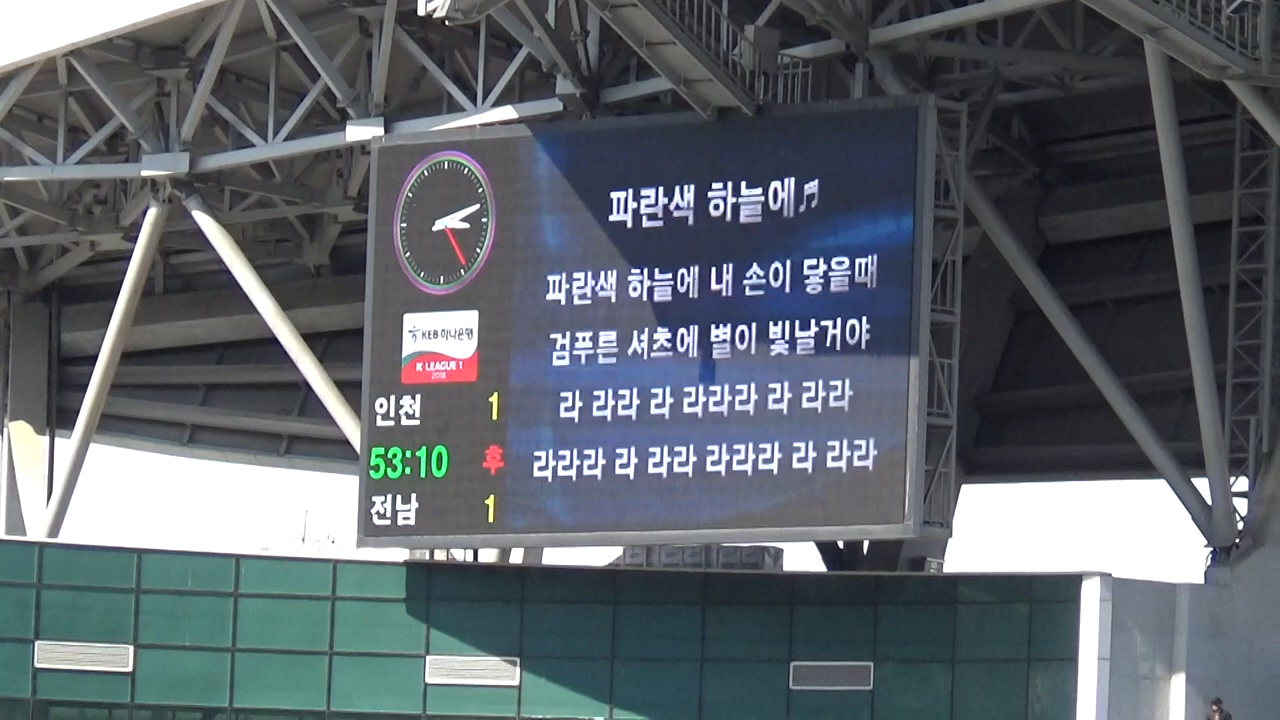 파란색 하늘에♬
파란색 하늘에 내 손이 닿을때
검푸른 셔츠에 별이 빛날거야
라 라라 라 라라라 라 라라
라라라 라 라라 라라라 라 라라
KEB 하나은행
K LEAGUE 1
2018
인천 1
53:10 후
전남 1